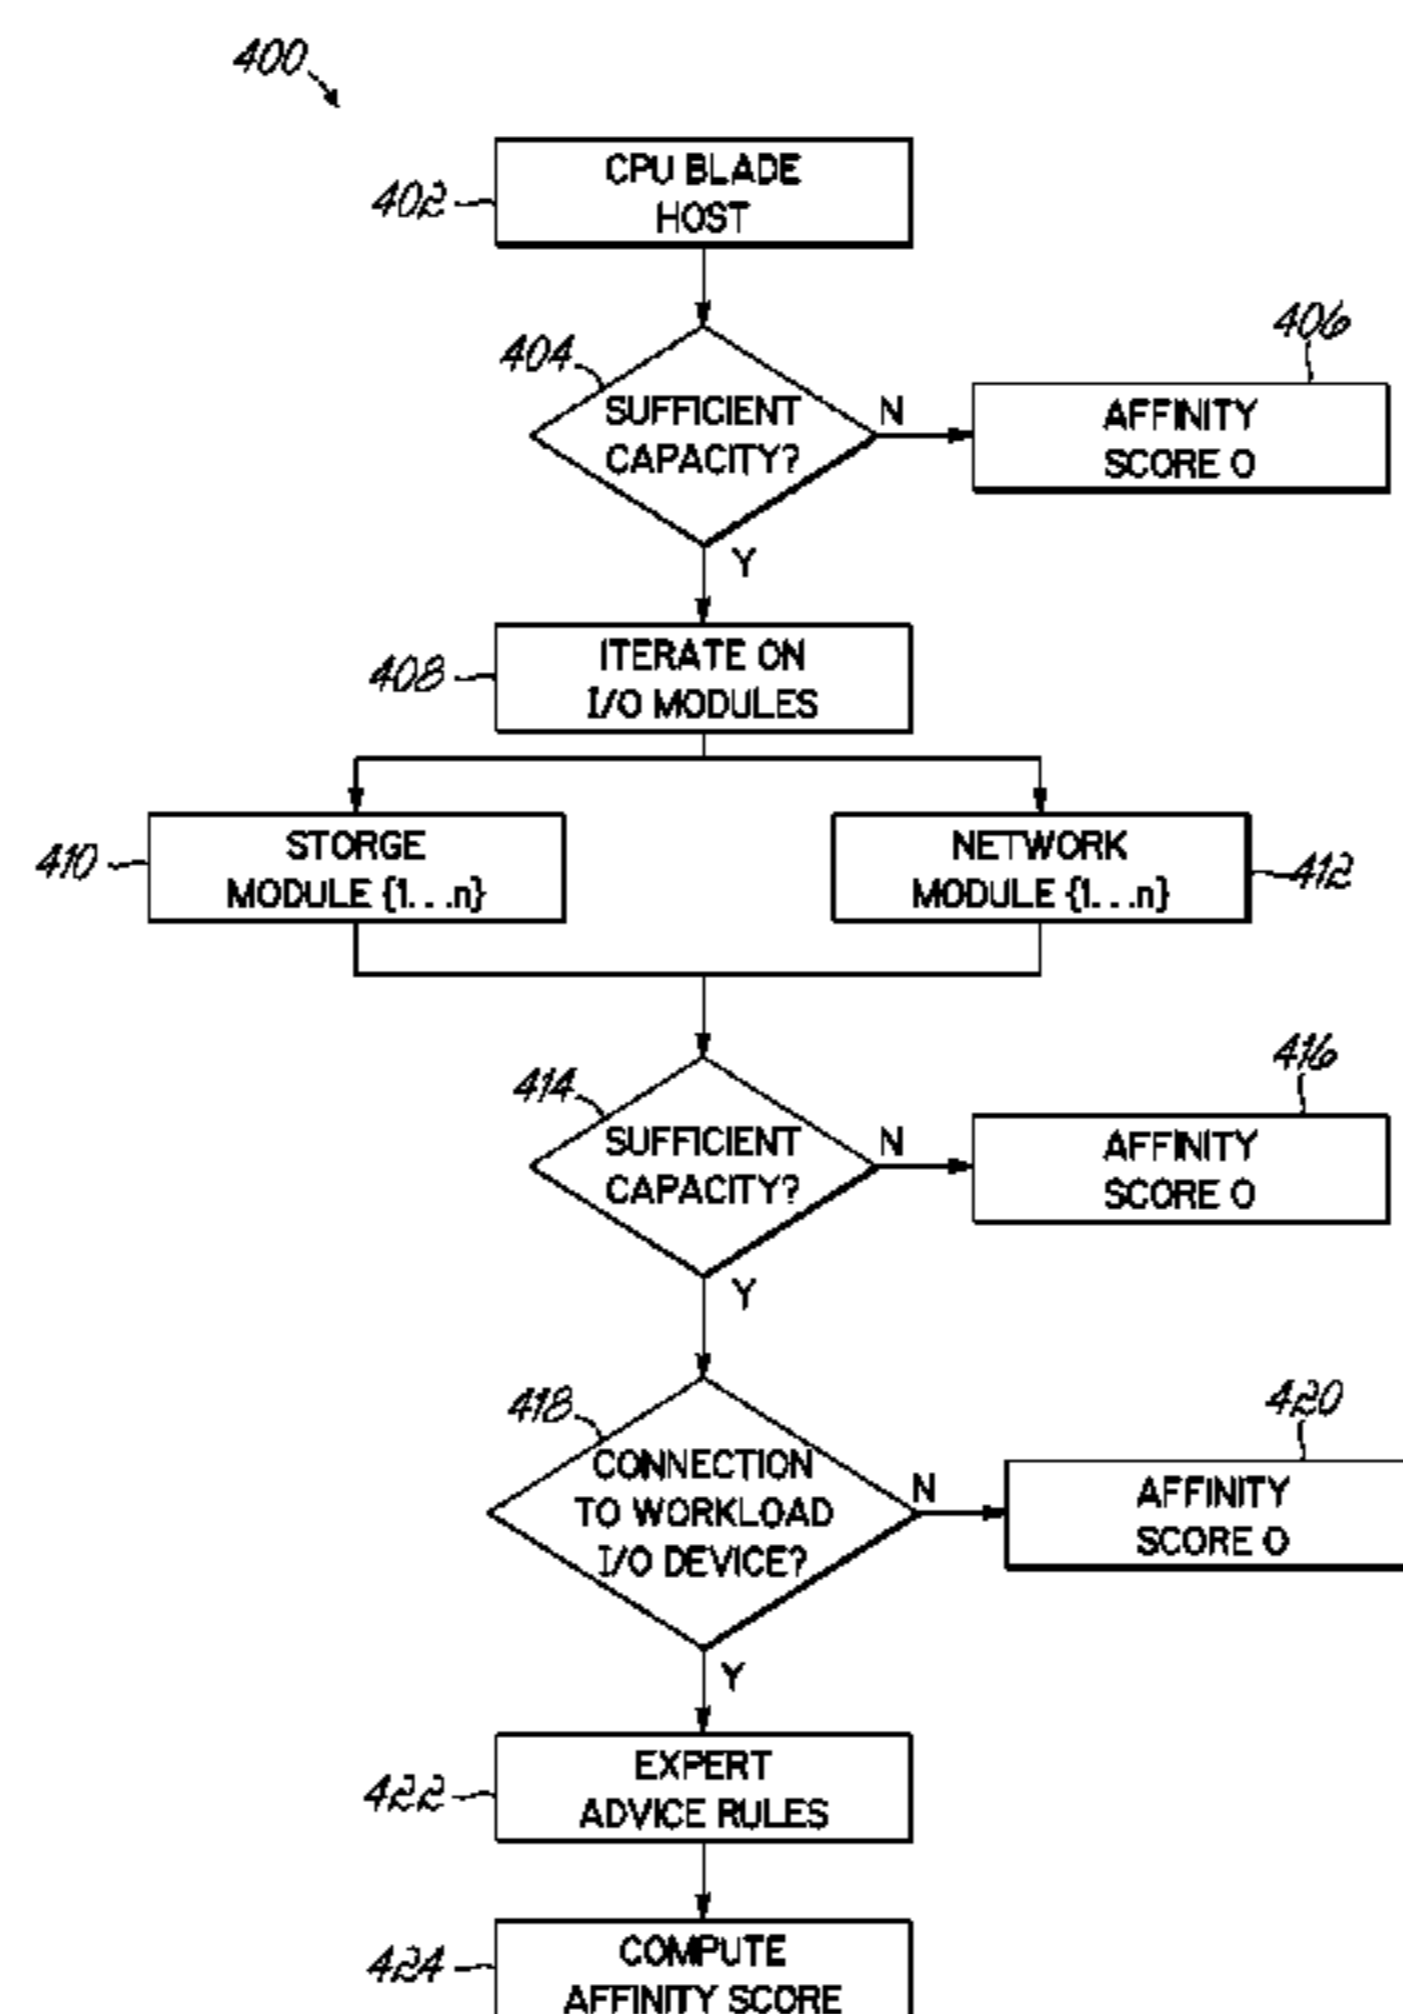 400
402
CPU BLADE
HOST
404
SUFFICIENT
CAPACITY?
N
406
AFFINITY
SCORE 0
Y
408
ITERATE ON
I/O MODULES
410
STORGE
MODULE {1...n}
NETWORK
MODULE {1...n}
412
414
SUFFICIENT
CAPACITY?
N
416
AFFINITY
SCORE 0
Y
418
CONNECTION
TO WORKLOAD
I/O DEVICE?
N
420
AFFINITY
SCORE 0
Y
422
EXPERT
ADVICE RULES
424
COMPUTE
AFFINITY SCORE